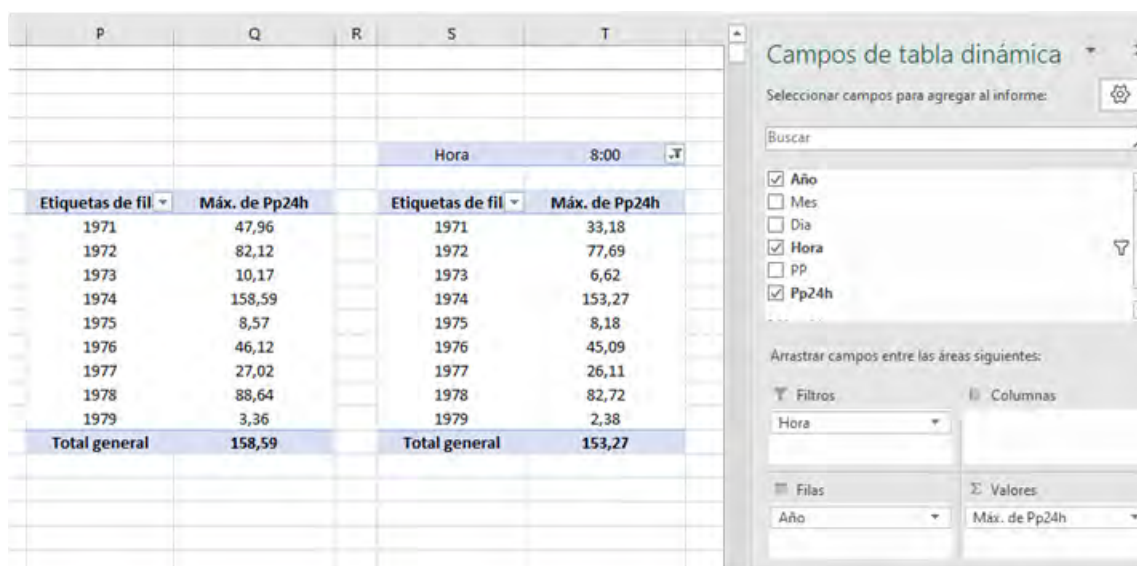 P Q R S T
Hora 8:00
Etiquetas de fil Máx. de Pp24h Etiquetas de fil Máx. de Pp24h
1971 47,96 1971 33,18
1972 82,12 1972 77,69
1973 10,17 1973 6,62
1974 158,59 1974 153,27
1975 8,57 1975 8,18
1976 46,12 1976 45,09
1977 27,02 1977 26,11
1978 88,64 1978 82,72
1979 3,36 1979 2,38
Total general 158,59 Total general 153,27
Campos de tabla dinámica
Seleccionar campos para agregar al informe:
Buscar
Año
Mes
Dia
Hora
PP
Pp24h
Arrastrar campos entre las áreas siguientes:
Filtros
Hora
Columnas
Filas
Año
Σ Valores
Máx. de Pp24h